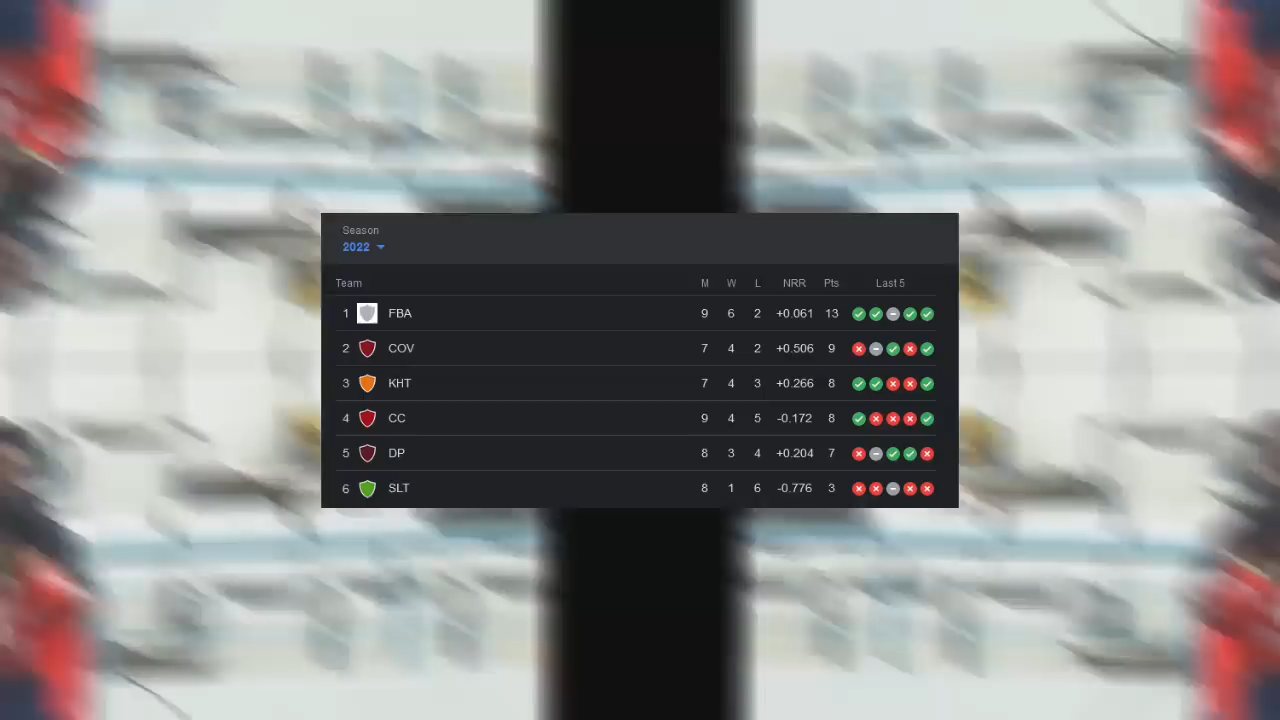 Season
2022
Team M W L NRR Pts Last 5
1 FBA 9 6 2 +0.061 13
2 COV 7 4 2 +0.506 9
3 KHT 7 4 3 +0.266 8
4 CC 9 4 5 -0.172 8
5 DP 8 3 4 +0.204 7
6 SLT 8 1 6 -0.776 3